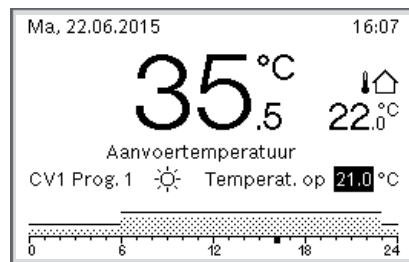 Ma, 22.06.2015 16:07
35.5 °C
22.0 °C
Aanvoertemperatuur
CV1 Prog. 1 Temperat. op 21.0 °C
0 6 12 18 24